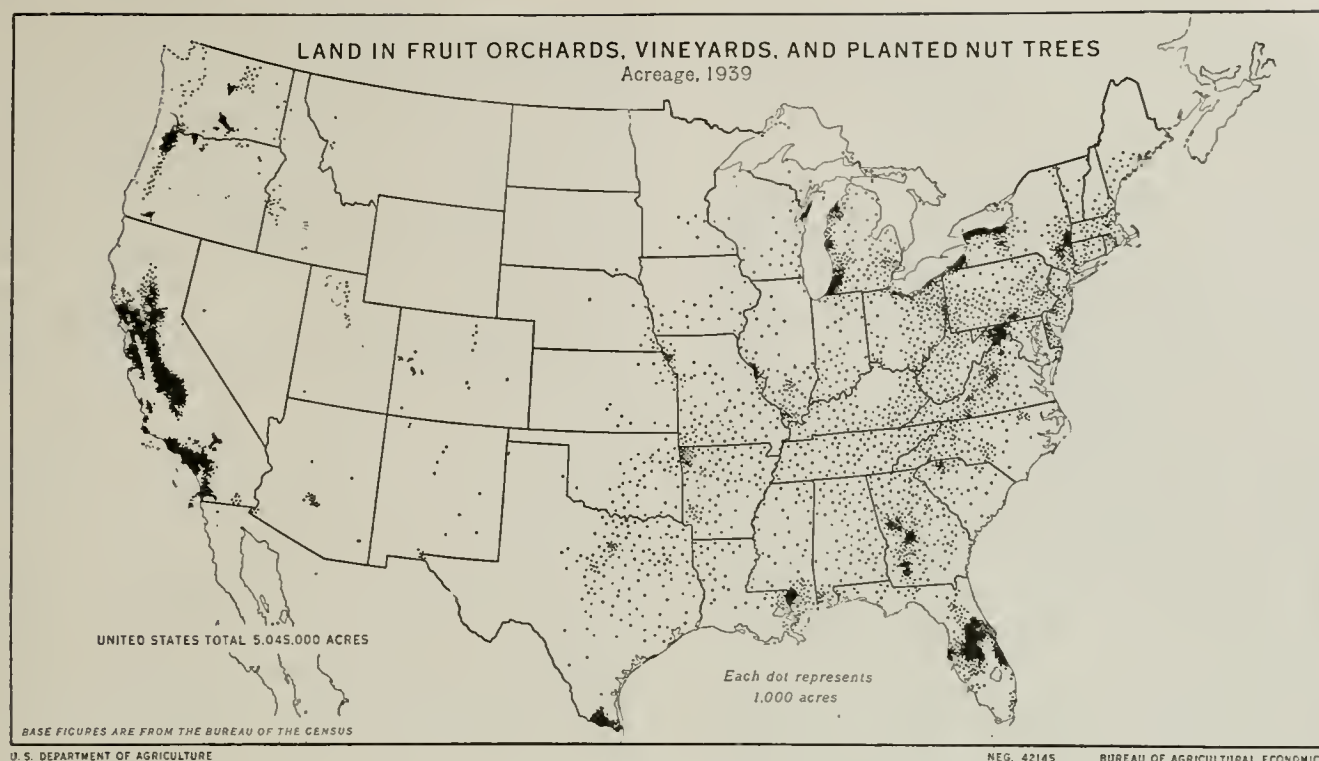 LAND IN FRUIT ORCHARDS, VINEYARDS, AND PLANTED NUT TREES
Acreage, 1939
UNITED STATES TOTAL 5,045,000 ACRES
Each dot represents
1,000 acres
BASE FIGURES ARE FROM THE BUREAU OF THE CENSUS
U. S. DEPARTMENT OF AGRICULTURE
NEG. 42145 BUREAU OF AGRICULTURAL ECONOMIC